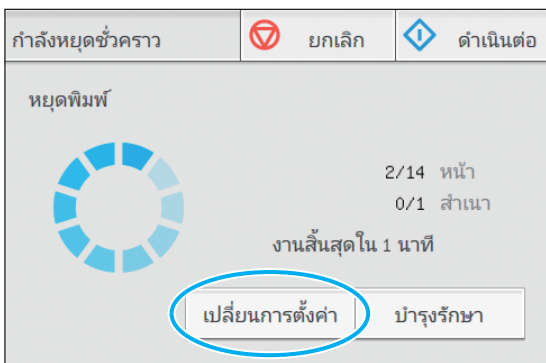 กำลังหยุดชั่วคราว ยกเลิก ดำเนินต่อ
หยุดพิมพ์
2/14 หน้า
0/1 สำเนา
งานสิ้นสุดใน 1 นาที
เปลี่ยนการตั้งค่า บำรุงรักษา